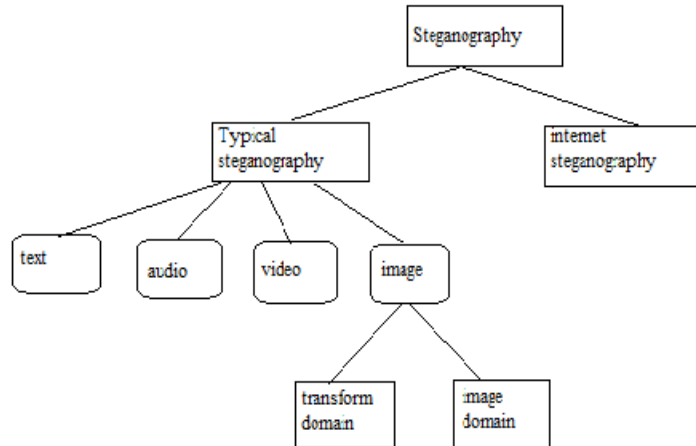 Steganography
Typical
steganography
internet
steganography
text
audio
video
image
transform
domain
image
domain